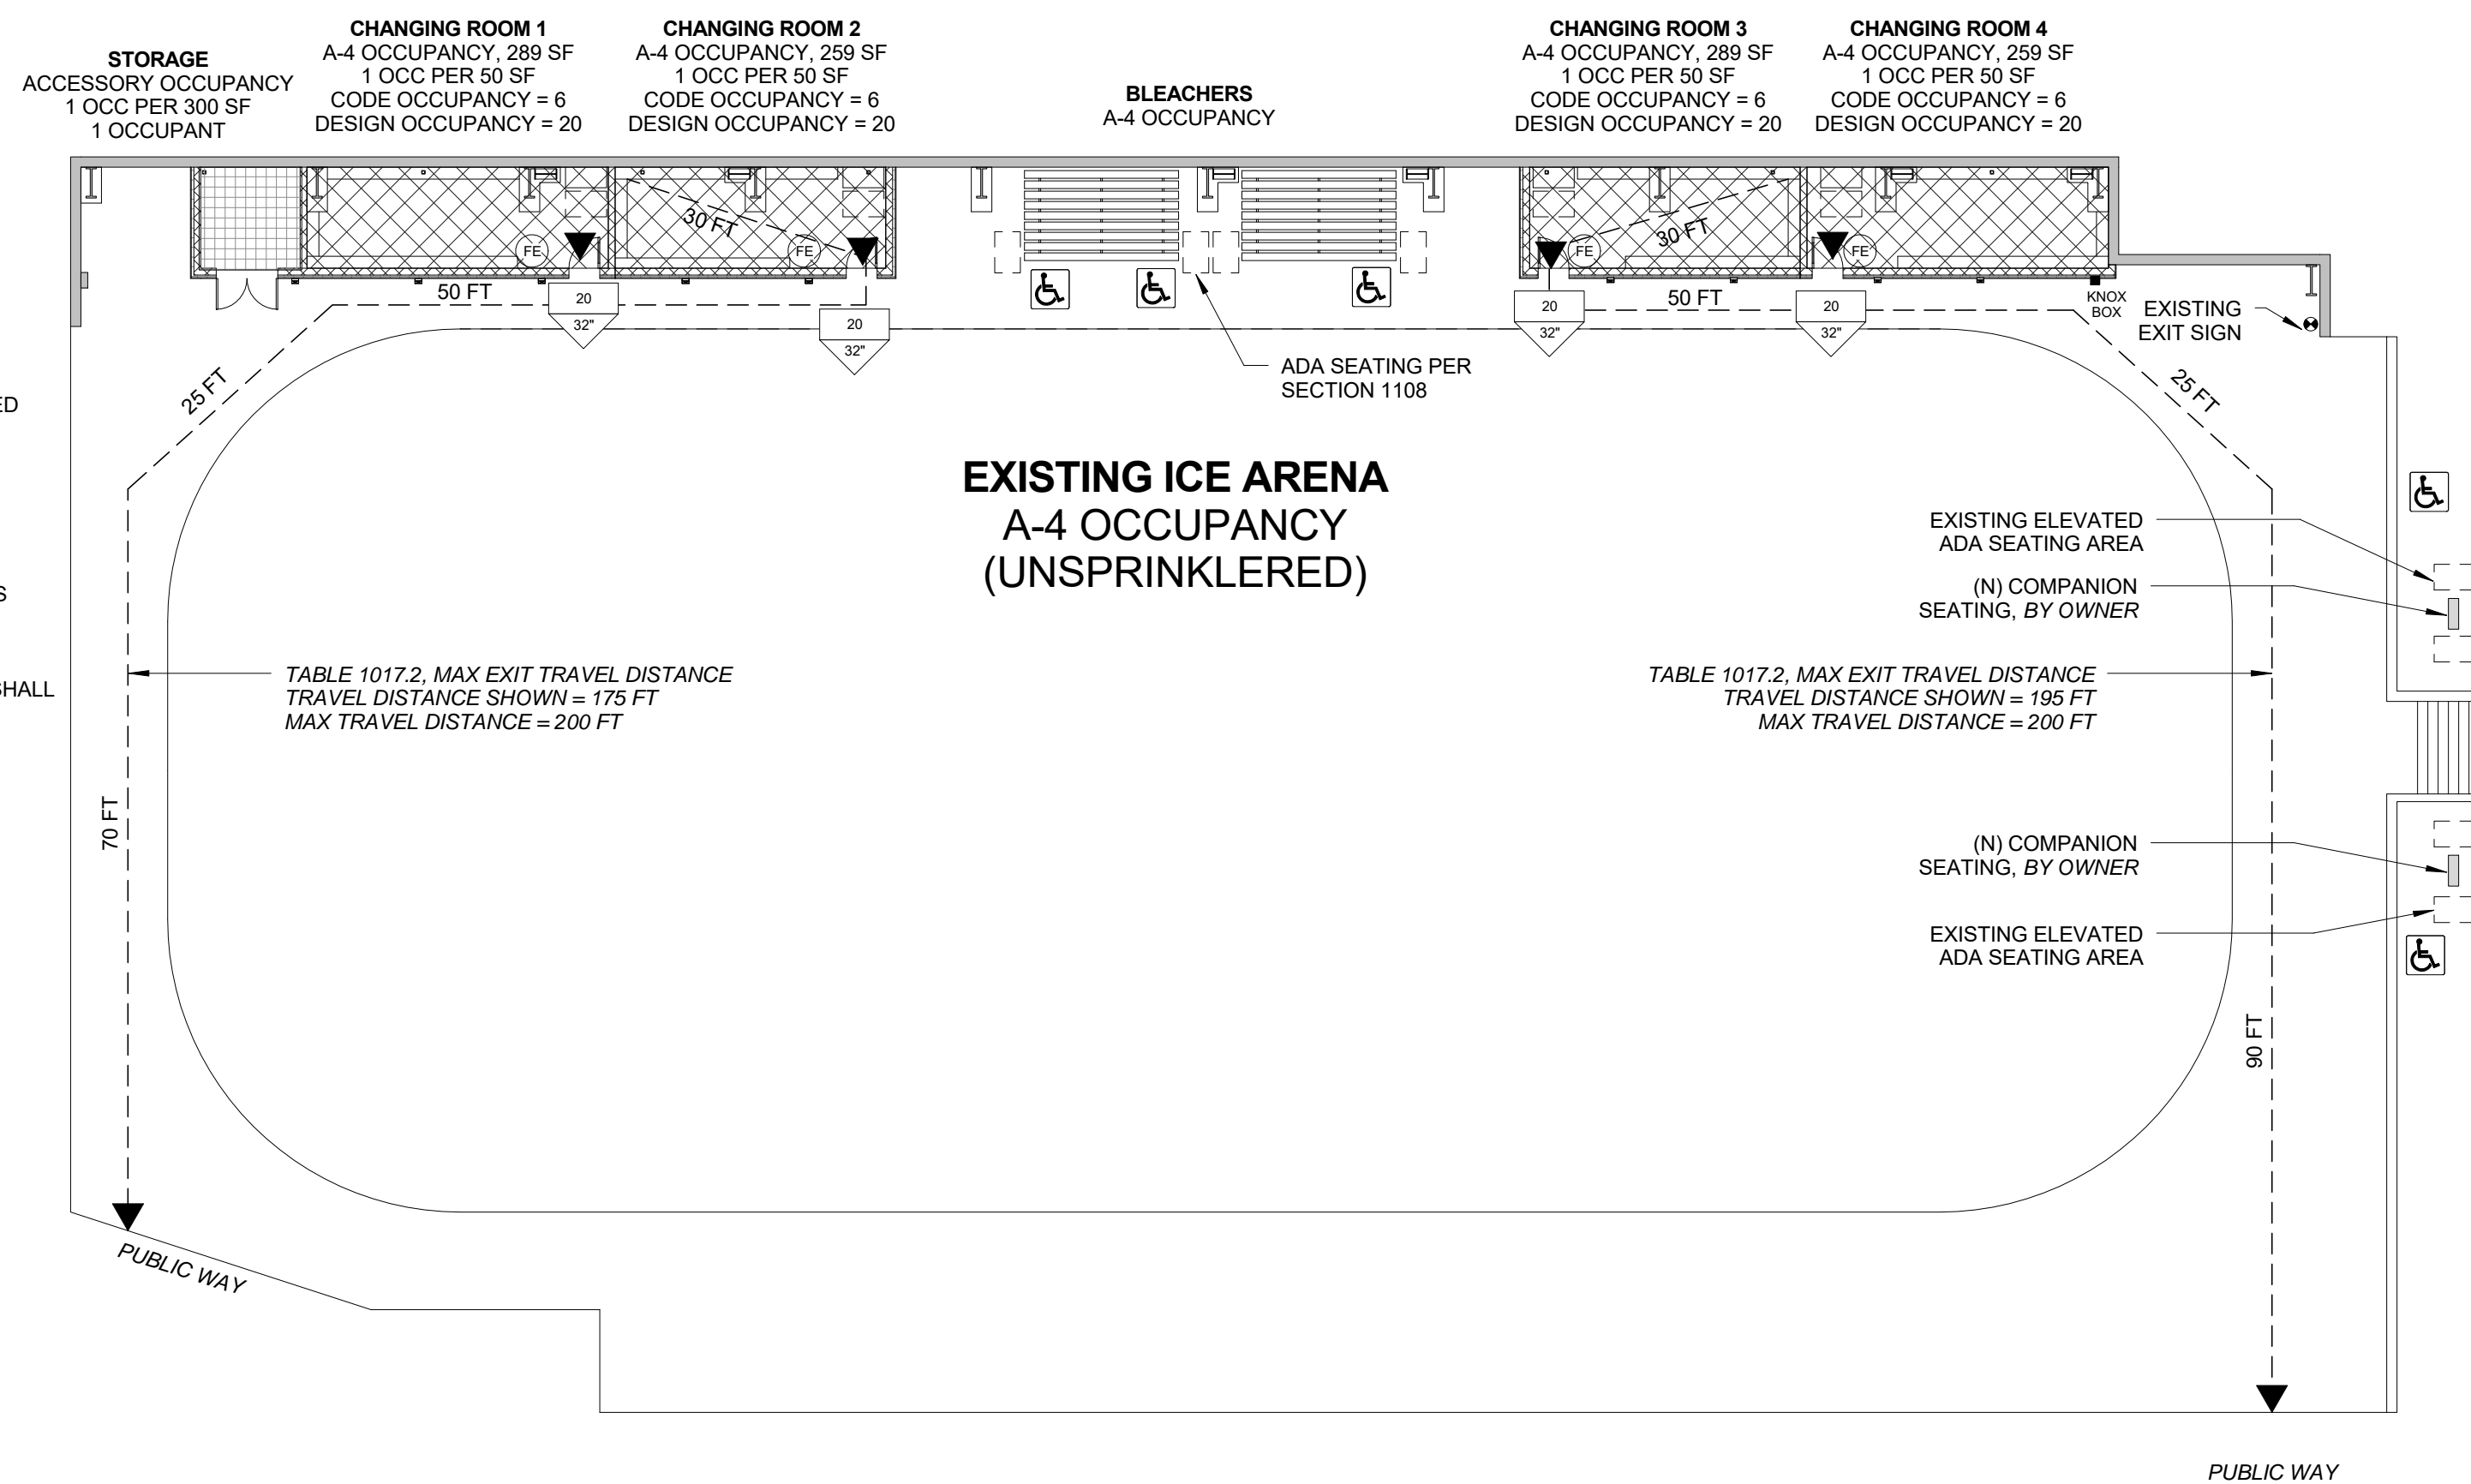 STORAGE
ACCESSORY OCCUPANCY
1 OCC PER 300 SF
1 OCCUPANT
CHANGING ROOM 1
A-4 OCCUPANCY, 289 SF
1 OCC PER 50 SF
CODE OCCUPANCY = 6
DESIGN OCCUPANCY = 20
CHANGING ROOM 2
A-4 OCCUPANCY, 259 SF
1 OCC PER 50 SF
CODE OCCUPANCY = 6
DESIGN OCCUPANCY = 20
BLEACHERS
A-4 OCCUPANCY
CHANGING ROOM 3
A-4 OCCUPANCY, 289 SF
1 OCC PER 50 SF
CODE OCCUPANCY = 6
DESIGN OCCUPANCY = 20
CHANGING ROOM 4
A-4 OCCUPANCY, 259 SF
1 OCC PER 50 SF
CODE OCCUPANCY = 6
DESIGN OCCUPANCY = 20
30 FT
30 FT
FE
FE
FE
FE
50 FT
20
32"
20
32"
50 FT
20
32"
20
32"
KNOX
BOX
EXISTING
EXIT SIGN
ADA SEATING PER
SECTION 1108
25 FT
25 FT
ED
EXISTING ICE ARENA
A-4 OCCUPANCY
(UNSPRINKLERED)
EXISTING ELEVATED
ADA SEATING AREA
(N) COMPANION
SEATING, BY OWNER
S
SHALL
TABLE 1017.2, MAX EXIT TRAVEL DISTANCE
TRAVEL DISTANCE SHOWN = 175 FT
MAX TRAVEL DISTANCE = 200 FT
TABLE 1017.2, MAX EXIT TRAVEL DISTANCE
TRAVEL DISTANCE SHOWN = 195 FT
MAX TRAVEL DISTANCE = 200 FT
70 FT
(N) COMPANION
SEATING, BY OWNER
EXISTING ELEVATED
ADA SEATING AREA
90 FT
PUBLIC WAY
PUBLIC WAY